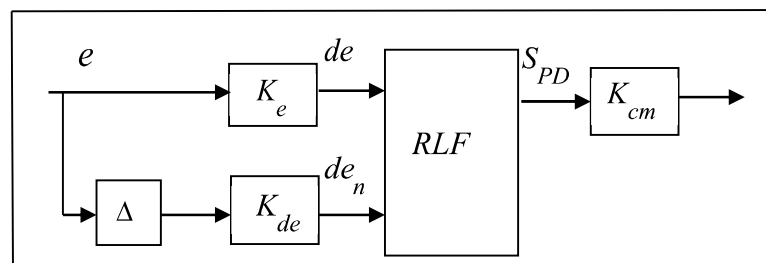 e
de
S_PD
K_e
K_cm
RLF
de_n
Δ
K_de